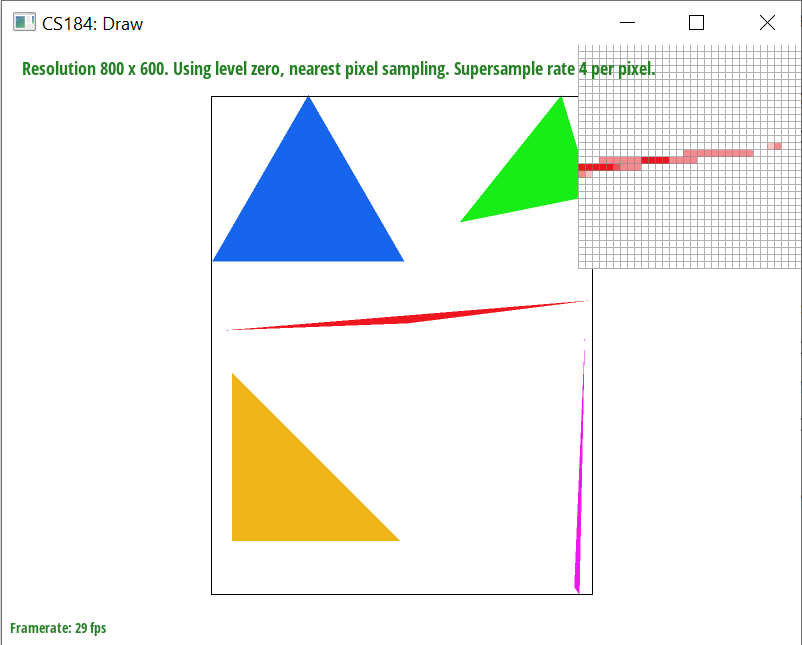 CS184: Draw
Resolution 800 x 600. Using level zero, nearest pixel sampling. Supersample rate 4 per pixel.
Framerate: 29 fps